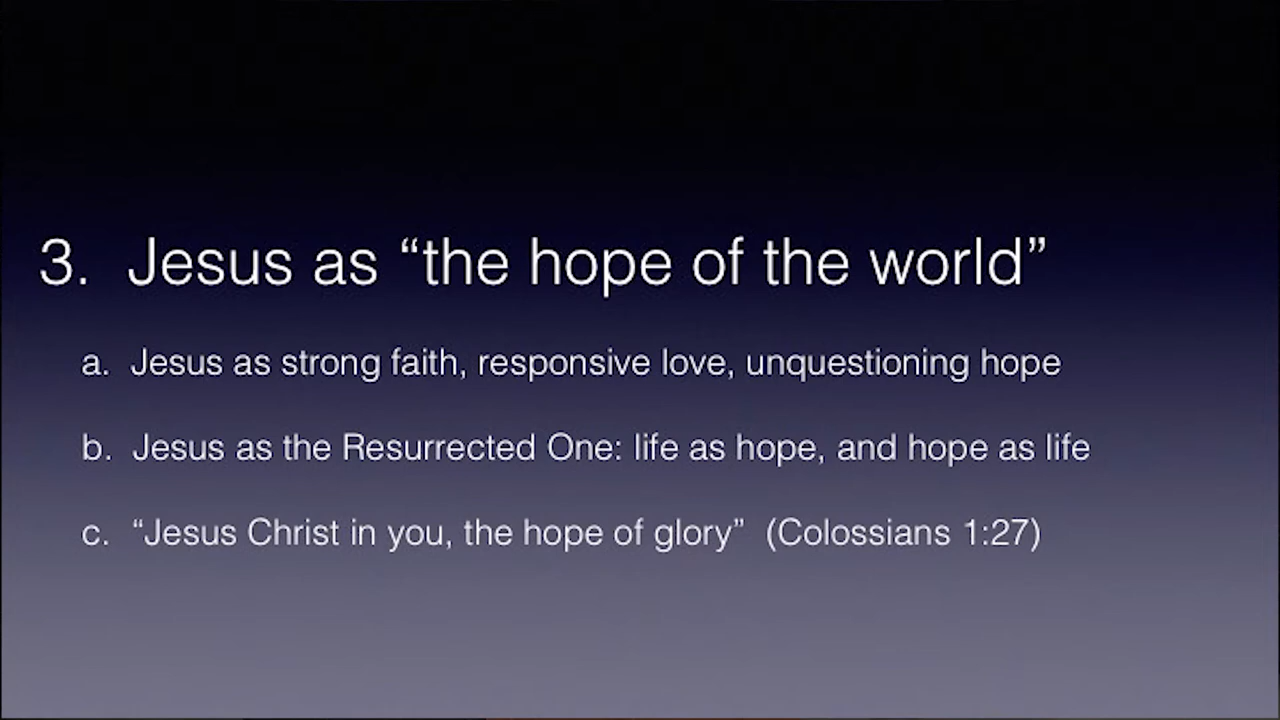 3. Jesus as “the hope of the world”
a. Jesus as strong faith, responsive love, unquestioning hope
b. Jesus as the Resurrected One: life as hope, and hope as life
c. “Jesus Christ in you, the hope of glory” (Colossians 1:27)